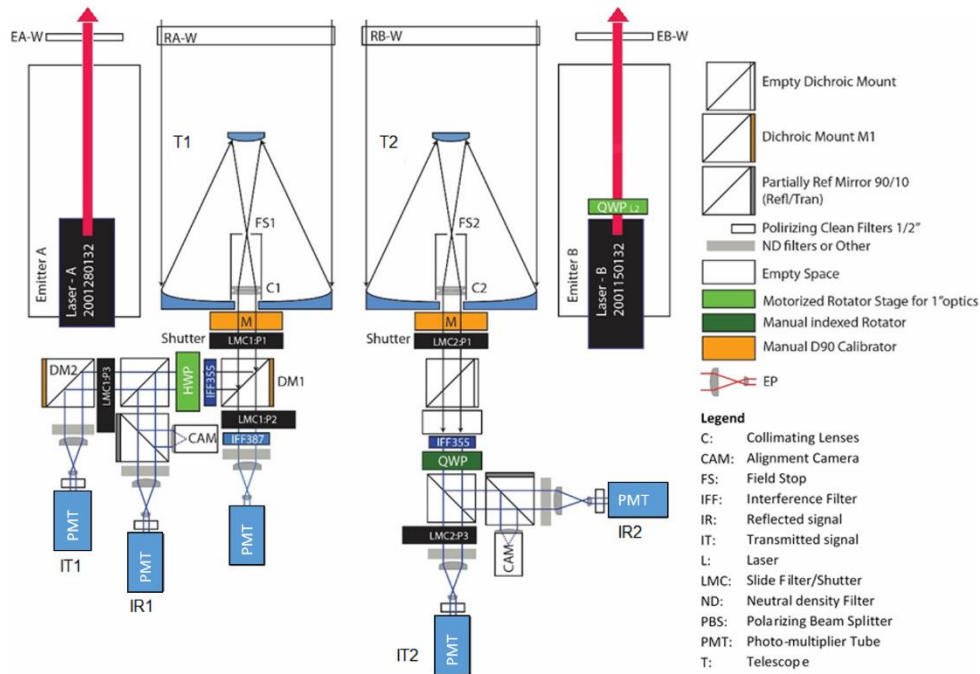 EA-W
RA-W
RB-W
EB-W
T1
T2
Emitter A
Laser - A
2001280132
FS1
C1
FS2
C2
Emitter B
QWP L2
Laser - B
2001150132
M
Shutter
LMC1:P1
M
Shutter
LMC2:P1
DM2
LMC1:P3
HWP
IFF355
DM1
LMC1:P2
CAM
IFF387
PMT
IT1
PMT
IR1
PMT
IFF355
QWP
LMC2:P3
CAM
PMT
IR2
PMT
IT2
Empty Dichroic Mount
Dichroic Mount M1
Partially Ref Mirror 90/10
(Refl/Tran)
Polirizing Clean Filters 1/2"
ND filters or Other
Empty Space
Motorized Rotator Stage for 1"optics
Manual indexed Rotator
Manual D90 Calibrator
EP
Legend
C: Collimating Lenses
CAM: Alignment Camera
FS: Field Stop
IFF: Interference Filter
IR: Reflected signal
IT: Transmitted signal
L: Laser
LMC: Slide Filter/Shutter
ND: Neutral density Filter
PBS: Polarizing Beam Splitter
PMT: Photo-multiplier Tube
T: Telescope